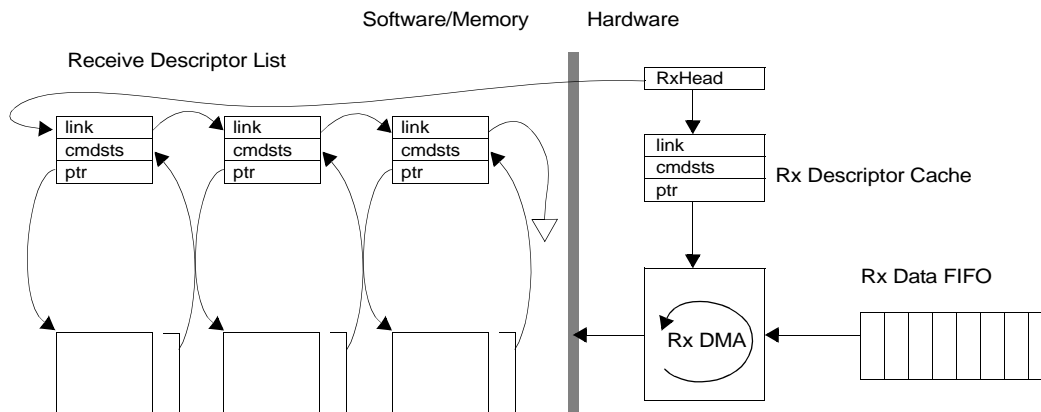 Software/Memory
Hardware
Receive Descriptor List
RxHead
link
cmdsts
ptr
link
cmdsts
ptr
link
cmdsts
ptr
link
cmdsts
ptr
Rx Descriptor Cache
Rx Data FIFO
Rx DMA